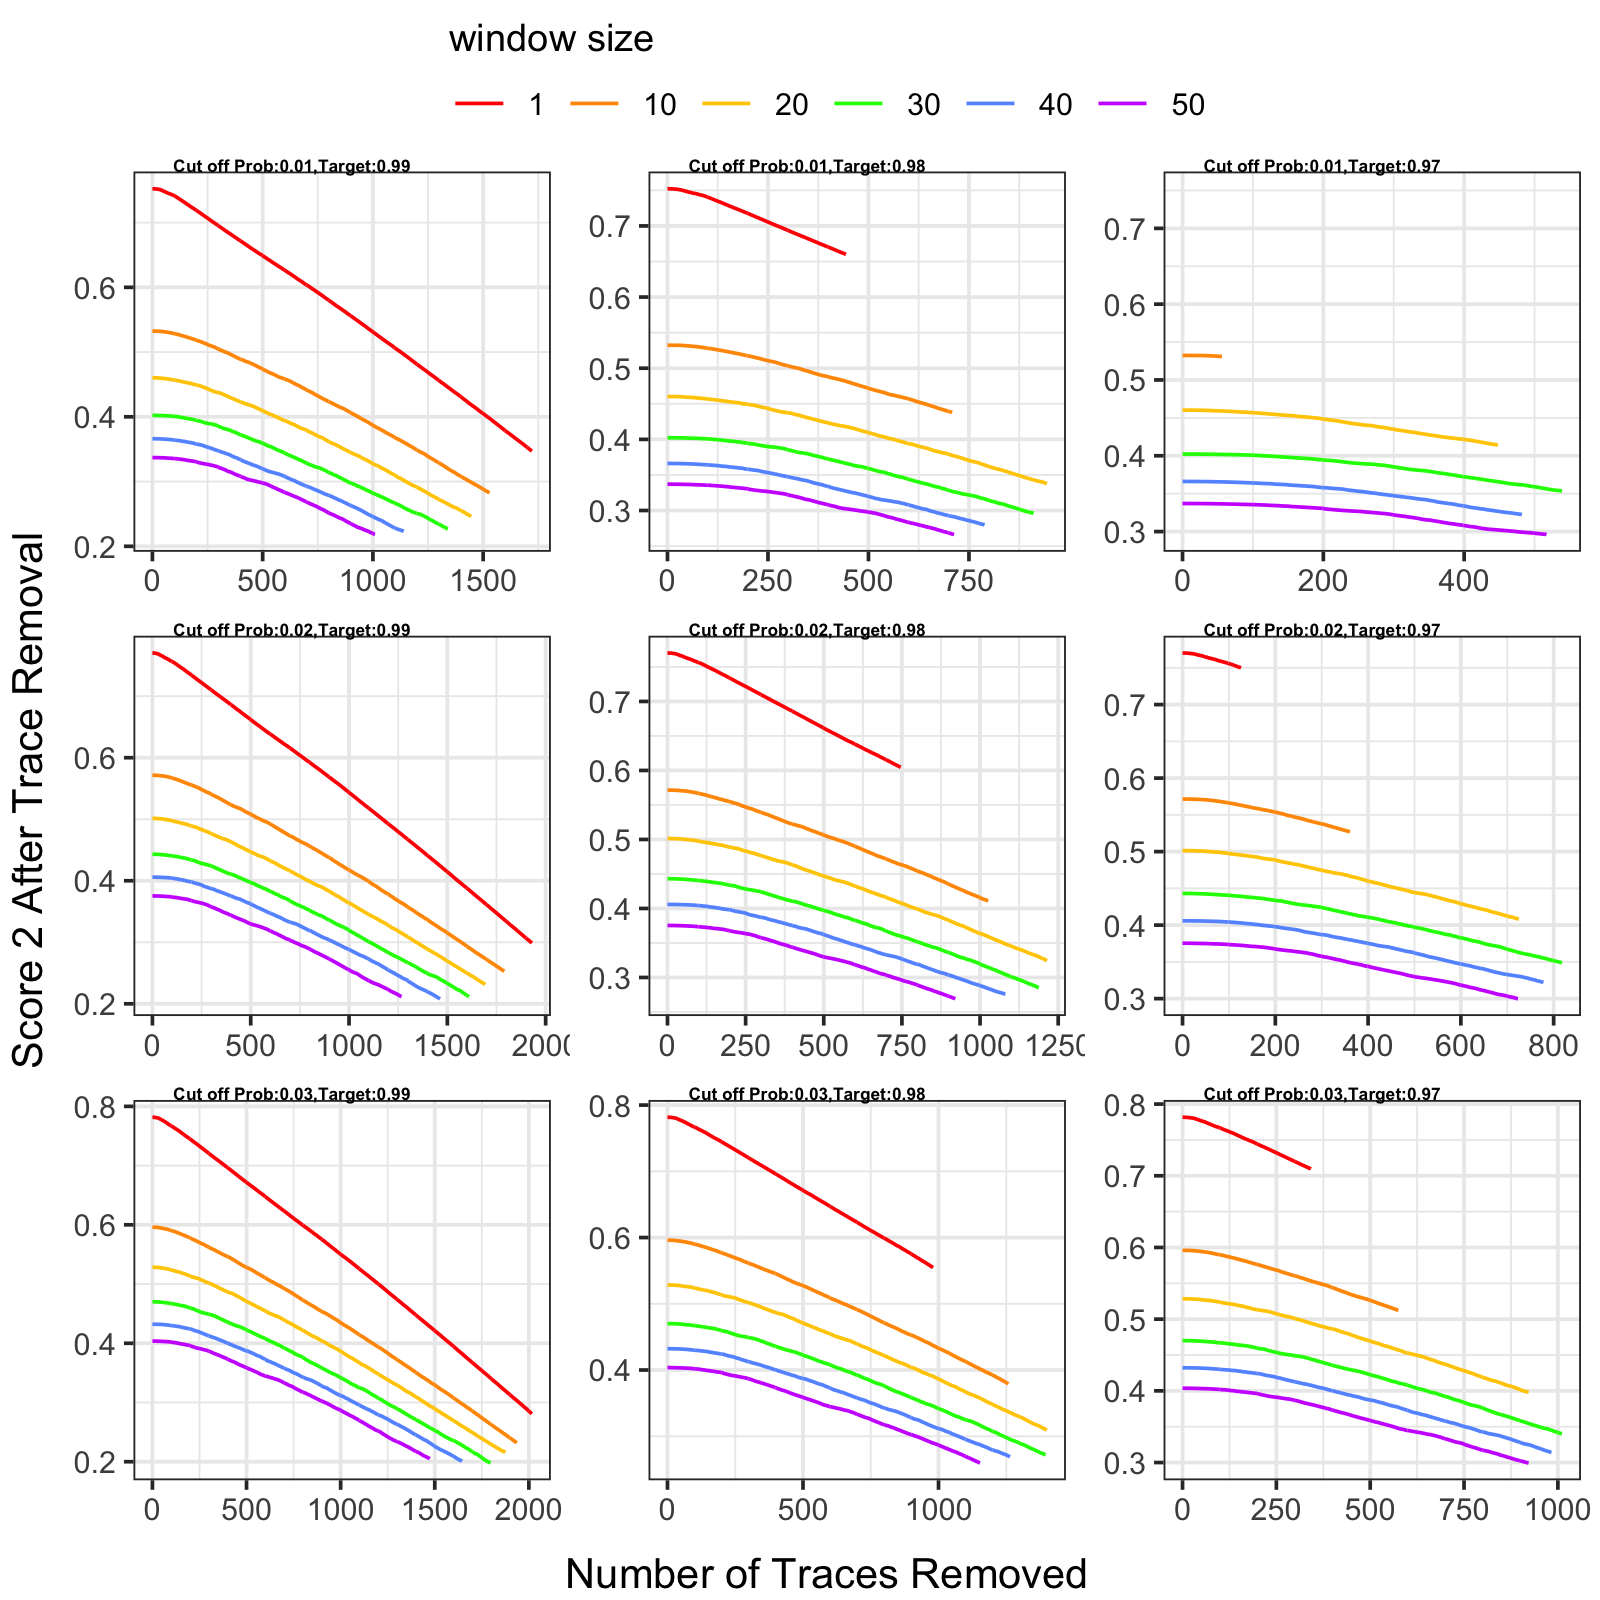 window size
1 10 20 30 40 50
Score 2 After Trace Removal
Cut off Prob:0.01,Target:0.99
0.6
0.4
0.2
0 500 1000 1500
Cut off Prob:0.01,Target:0.98
0.7
0.6
0.5
0.4
0.3
0 250 500 750
Cut off Prob:0.01,Target:0.97
0.7
0.6
0.5
0.4
0.3
0 200 400
Cut off Prob:0.02,Target:0.99
0.6
0.4
0.2
0 500 1000 1500 2000
Cut off Prob:0.02,Target:0.98
0.7
0.6
0.5
0.4
0.3
0 250 500 750 1000 1250
Cut off Prob:0.02,Target:0.97
0.7
0.6
0.5
0.4
0.3
0 200 400 600 800
Cut off Prob:0.03,Target:0.99
0.8
0.6
0.4
0.2
0 500 1000 1500 2000
Cut off Prob:0.03,Target:0.98
0.8
0.6
0.4
0 500 1000
Cut off Prob:0.03,Target:0.97
0.8
0.7
0.6
0.5
0.4
0.3
0 250 500 750 1000
Number of Traces Removed